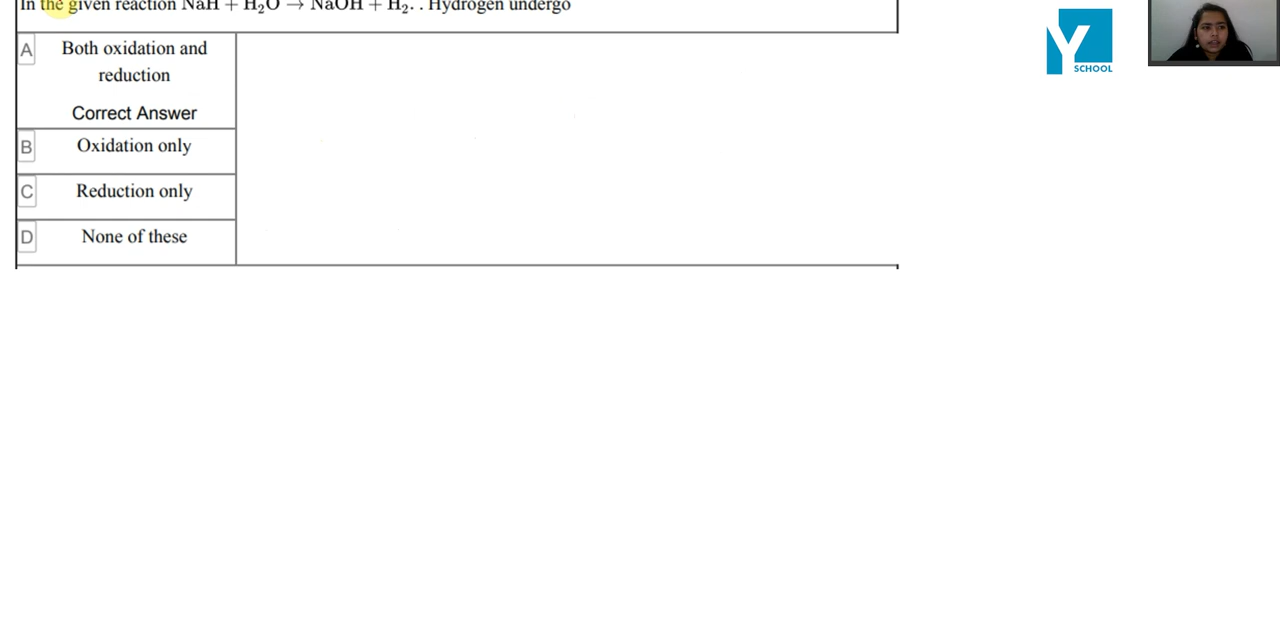 In the given reaction NaH + H₂O → NaOH + H₂. . Hydrogen undergo
A Both oxidation and
reduction
Correct Answer
B Oxidation only
C Reduction only
D None of these
Y
SCHOOL